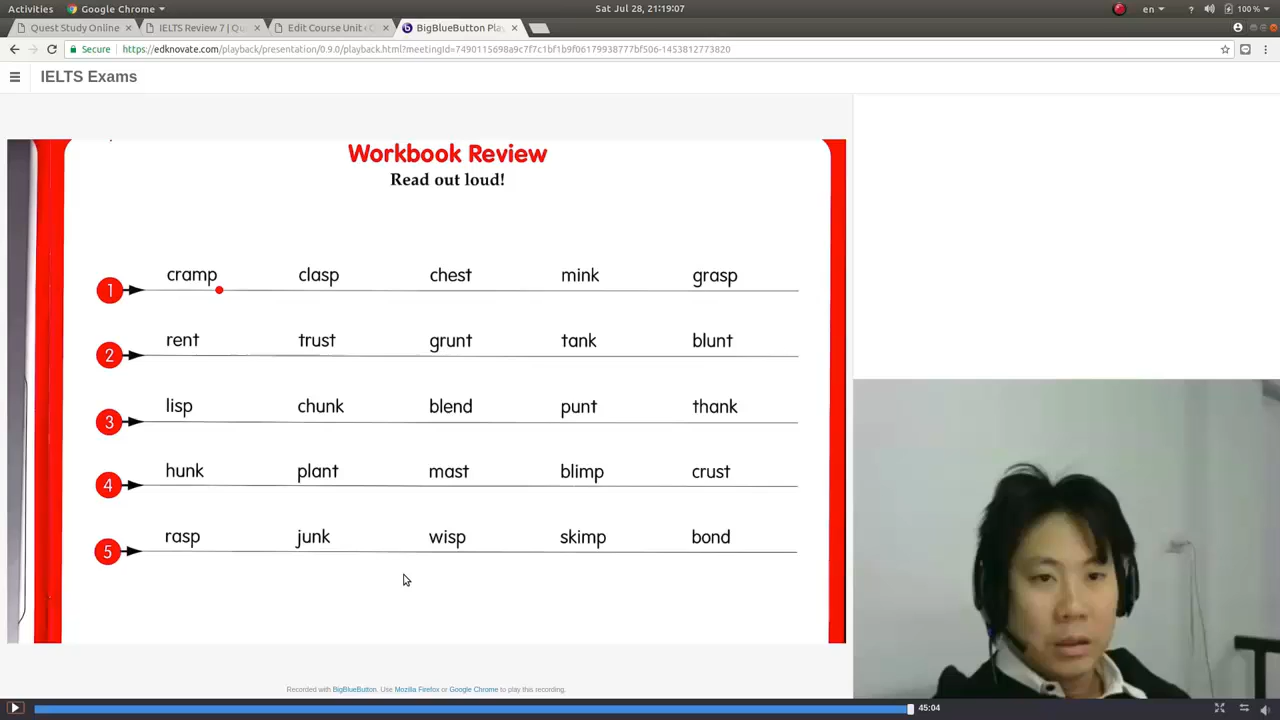 Activities Google Chrome Sat Jul 28, 21:19:07 en ? 100 %
Quest Study Online IELTS Review 7 | Qu Edit Course Unit BigBlueButton Pla
Secure https://edknovate.com/playback/presentation/0.9.0/playback.html?meetingId=7490115698a9c7f7c1bf1b9f06179938777bf506-1453812773820
IELTS Exams
Workbook Review
Read out loud!
1 cramp clasp chest mink grasp
2 rent trust grunt tank blunt
3 lisp chunk blend punt thank
4 hunk plant mast blimp crust
5 rasp junk wisp skimp bond
Recorded with BigBlueButton. Use Mozilla Firefox or Google Chrome to play this recording.
45:04